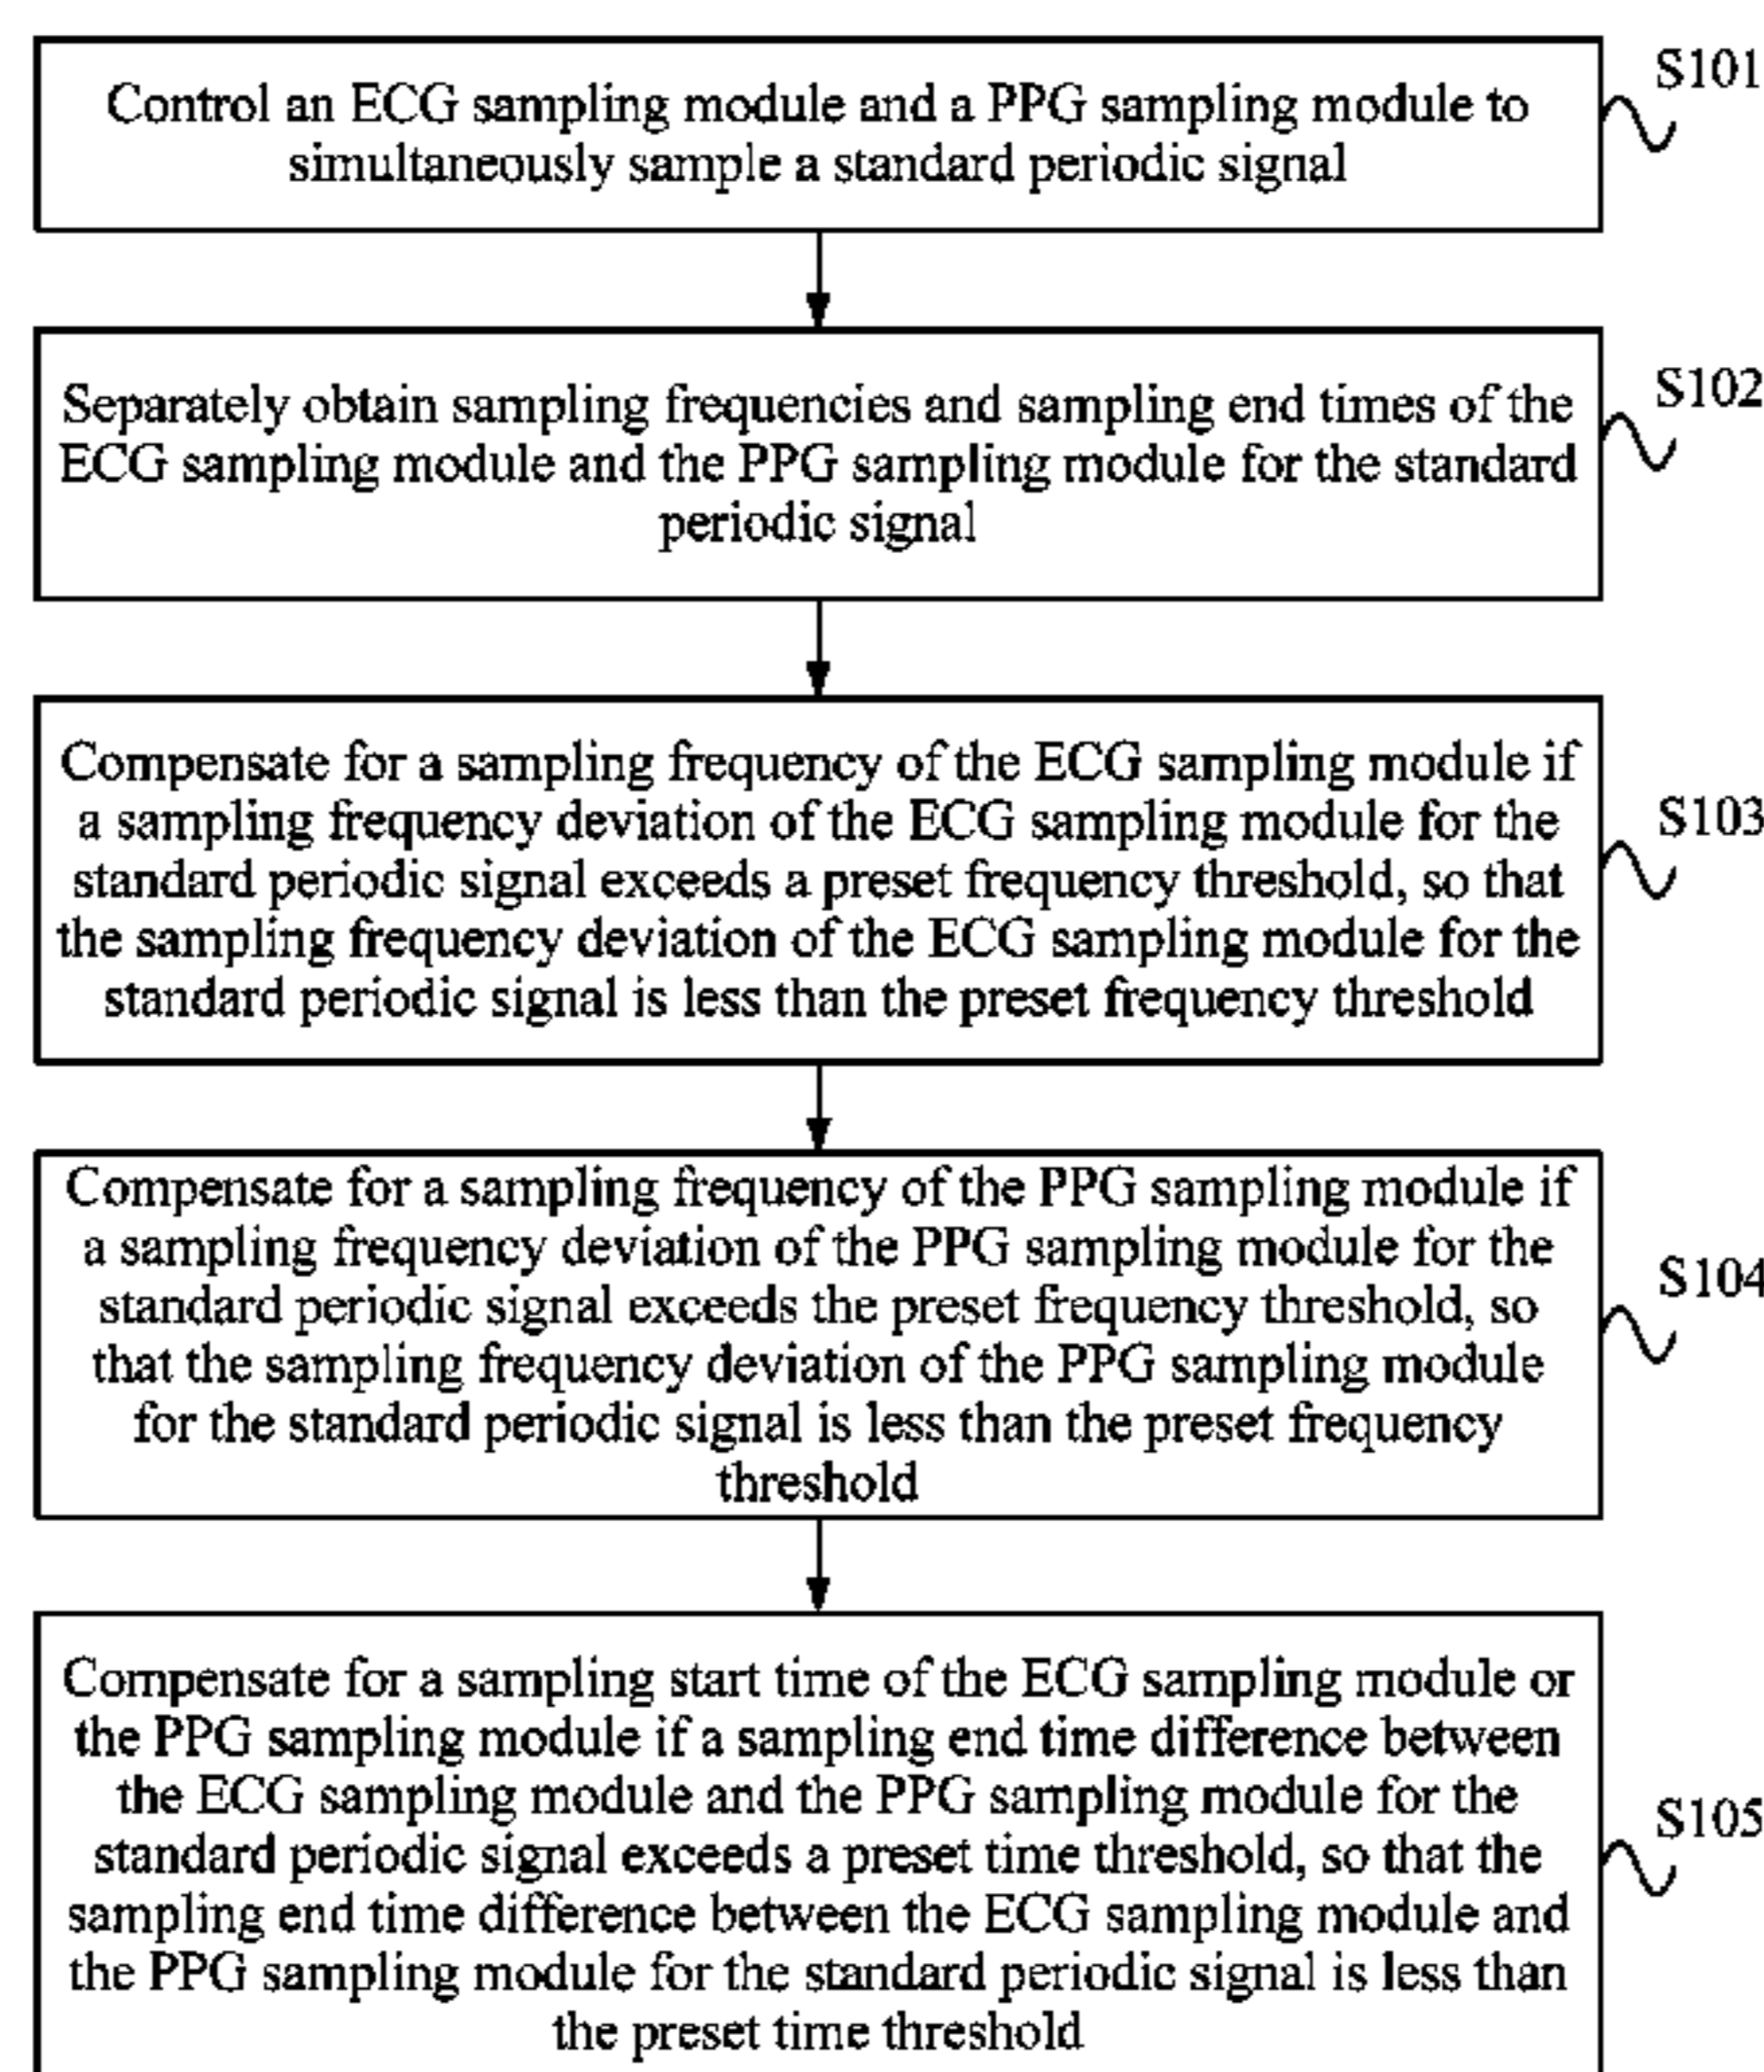 Control an ECG sampling module and a PPG sampling module to
simultaneously sample a standard periodic signal
S101
Separately obtain sampling frequencies and sampling end times of the
ECG sampling module and the PPG sampling module for the standard
periodic signal
S102
Compensate for a sampling frequency of the ECG sampling module if
a sampling frequency deviation of the ECG sampling module for the
standard periodic signal exceeds a preset frequency threshold, so that
the sampling frequency deviation of the ECG sampling module for the
standard periodic signal is less than the preset frequency threshold
S103
Compensate for a sampling frequency of the PPG sampling module if
a sampling frequency deviation of the PPG sampling module for the
standard periodic signal exceeds the preset frequency threshold, so
that the sampling frequency deviation of the PPG sampling module
for the standard periodic signal is less than the preset frequency
threshold
S104
Compensate for a sampling start time of the ECG sampling module or
the PPG sampling module if a sampling end time difference between
the ECG sampling module and the PPG sampling module for the
standard periodic signal exceeds a preset time threshold, so that the
sampling end time difference between the ECG sampling module and
the PPG sampling module for the standard periodic signal is less than
the preset time threshold
S105